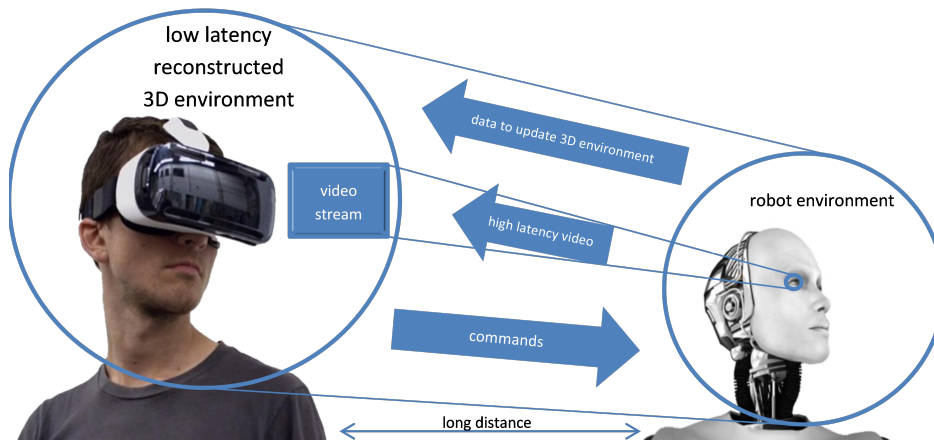 low latency
reconstructed
3D environment
data to update 3D environment
video
stream
high latency video
robot environment
commands
long distance